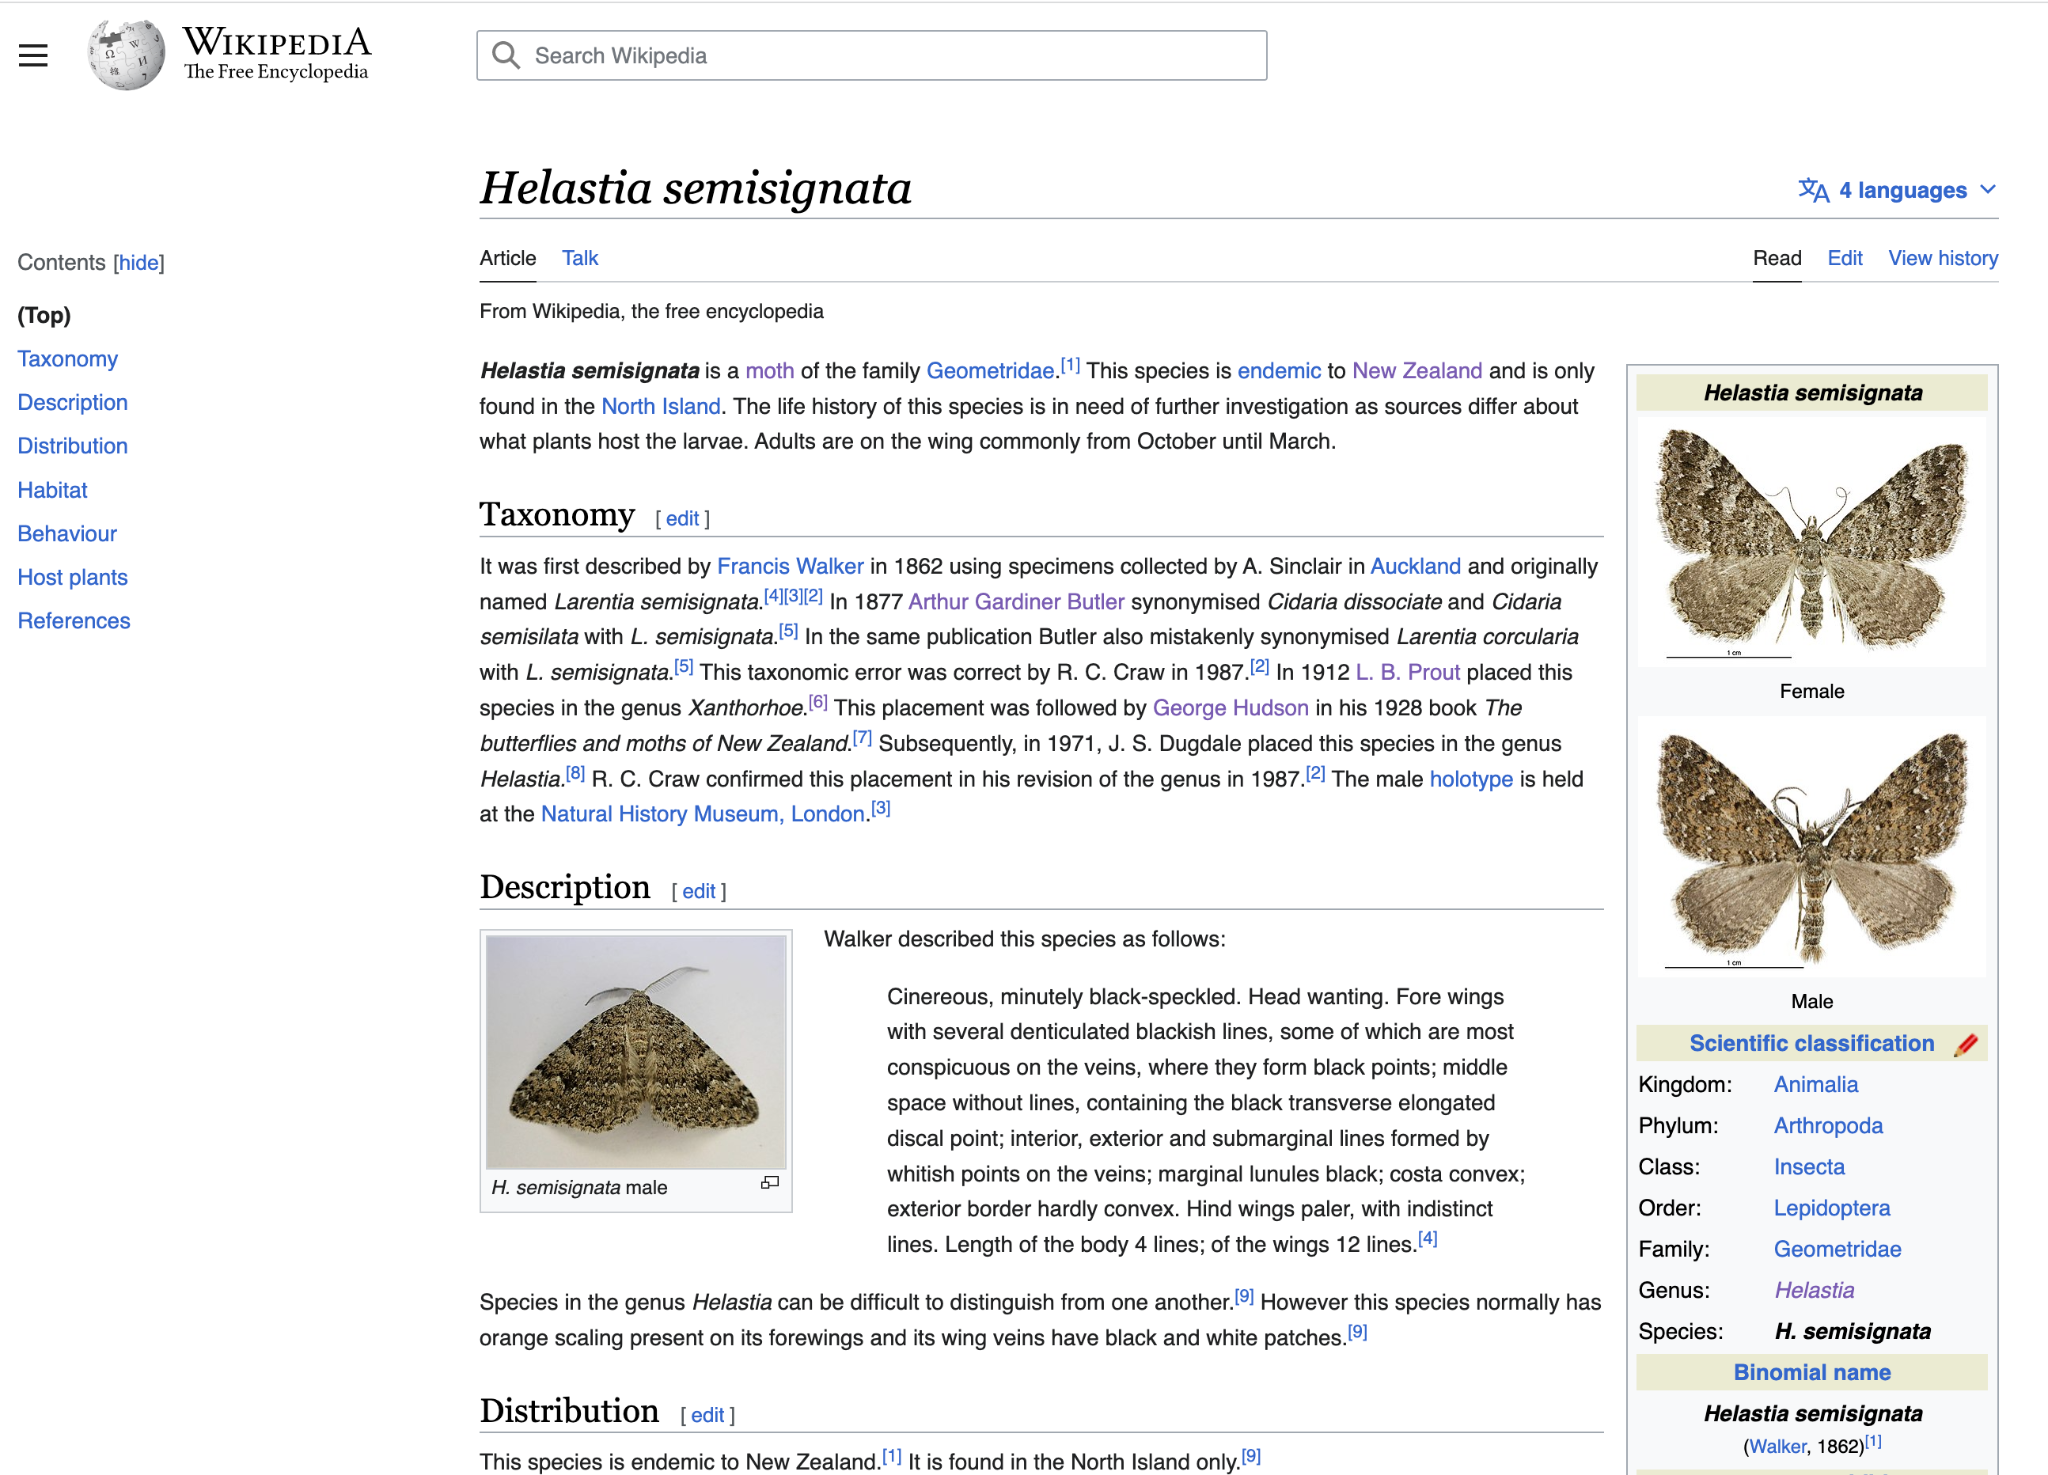 WIKIPEDIA
The Free Encyclopedia
Search Wikipedia
Helastia semisignata
4 languages
Contents [hide]
(Top)
Taxonomy
Description
Distribution
Habitat
Behaviour
Host plants
References
Article Talk
Read Edit View history
From Wikipedia, the free encyclopedia
Helastia semisignata is a moth of the family Geometridae.[1] This species is endemic to New Zealand and is only
found in the North Island. The life history of this species is in need of further investigation as sources differ about
what plants host the larvae. Adults are on the wing commonly from October until March.
Taxonomy [ edit ]
It was first described by Francis Walker in 1862 using specimens collected by A. Sinclair in Auckland and originally
named Larentia semisignata.[4][3][2] In 1877 Arthur Gardiner Butler synonymised Cidaria dissociate and Cidaria
semisilata with L. semisignata.[5] In the same publication Butler also mistakenly synonymised Larentia corcularia
with L. semisignata.[5] This taxonomic error was correct by R. C. Craw in 1987.[2] In 1912 L. B. Prout placed this
species in the genus Xanthorhoe.[6] This placement was followed by George Hudson in his 1928 book The
butterflies and moths of New Zealand.[7] Subsequently, in 1971, J. S. Dugdale placed this species in the genus
Helastia.[8] R. C. Craw confirmed this placement in his revision of the genus in 1987.[2] The male holotype is held
at the Natural History Museum, London.[3]
Description [ edit ]
H. semisignata male
Walker described this species as follows:
Cinereous, minutely black-speckled. Head wanting. Fore wings
with several denticulated blackish lines, some of which are most
conspicuous on the veins, where they form black points; middle
space without lines, containing the black transverse elongated
discal point; interior, exterior and submarginal lines formed by
whitish points on the veins; marginal lunules black; costa convex;
exterior border hardly convex. Hind wings paler, with indistinct
lines. Length of the body 4 lines; of the wings 12 lines.[4]
Species in the genus Helastia can be difficult to distinguish from one another.[9] However this species normally has
orange scaling present on its forewings and its wing veins have black and white patches.[9]
Distribution [ edit ]
This species is endemic to New Zealand.[1] It is found in the North Island only.[9]
Helastia semisignata
1 cm
Female
1 cm
Male
Scientific classification
Kingdom: Animalia
Phylum: Arthropoda
Class: Insecta
Order: Lepidoptera
Family: Geometridae
Genus: Helastia
Species: H. semisignata
Binomial name
Helastia semisignata
(Walker, 1862)[1]